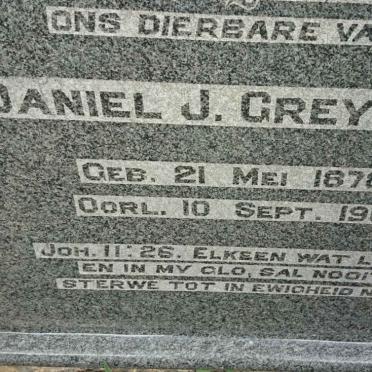 ONS DIERBARE VA
DANIEL J. GREY
GEB. 21 MEI 187
OORL. 10 SEPT. 19
JOH. 11:26. ELKEEN WAT L
EN IN MY GLO, SAL NOOI
STERWE TOT IN EWIGHEID N